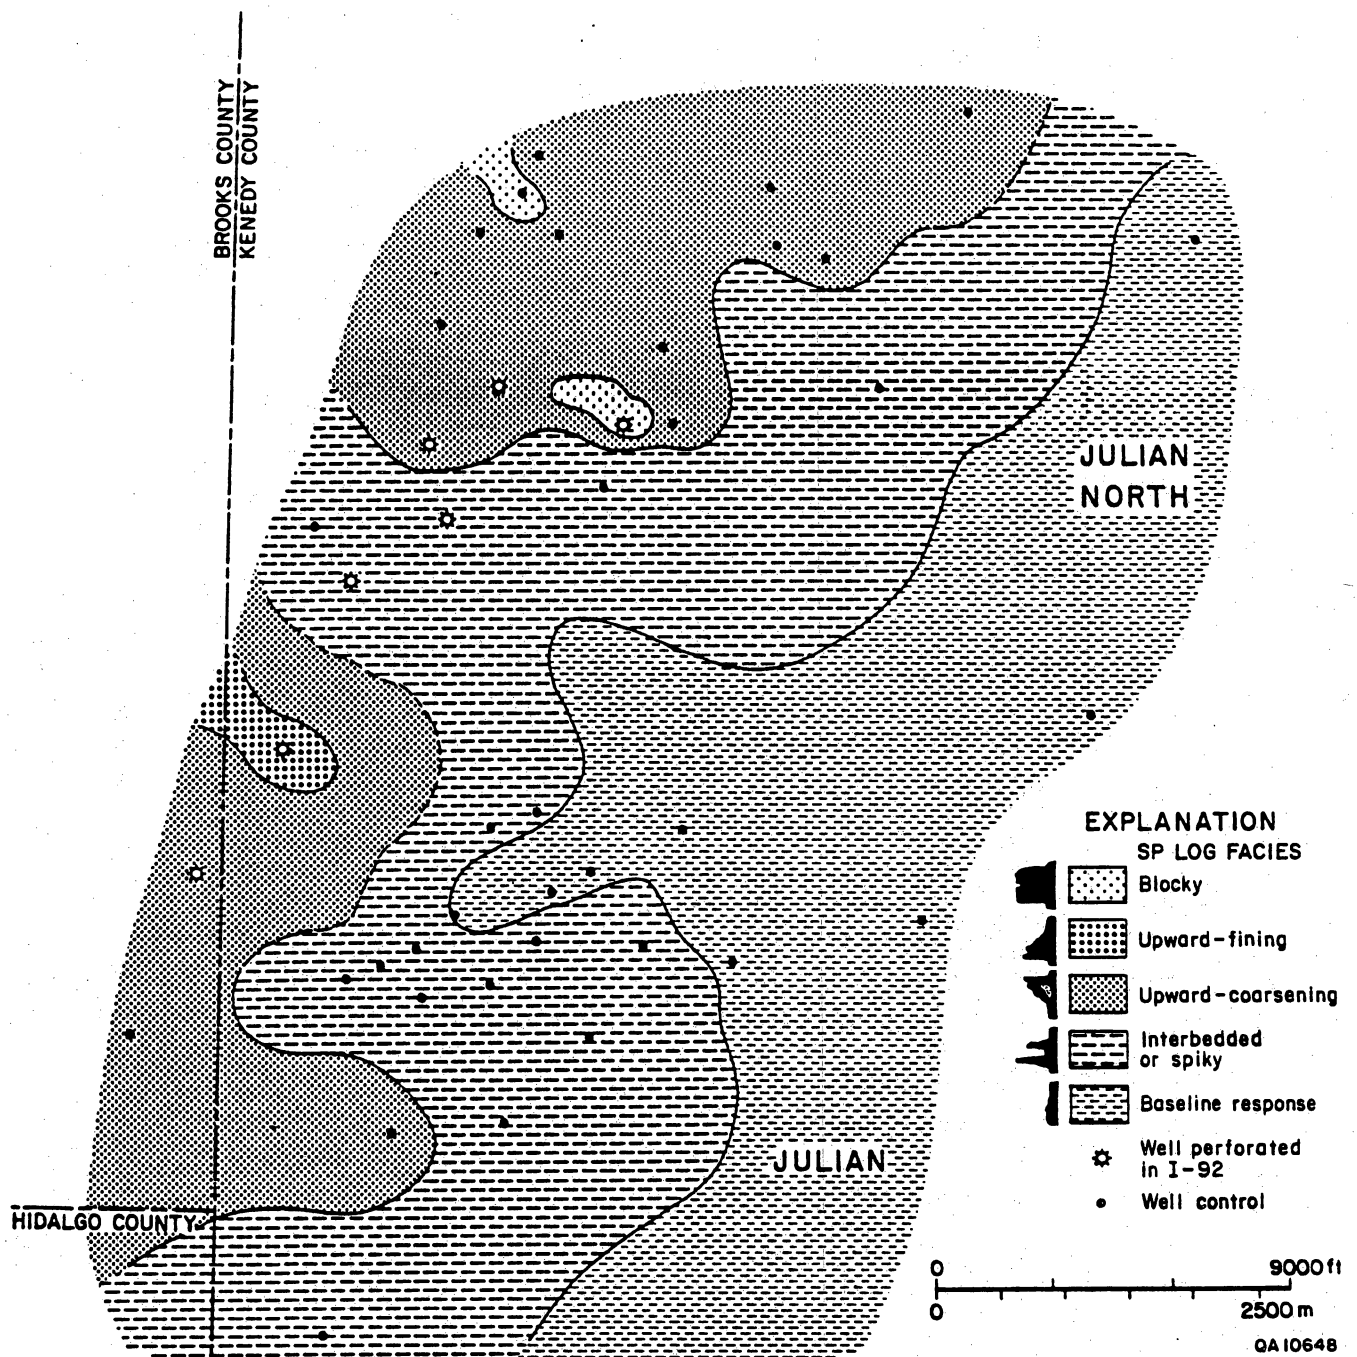 BROOKS COUNTY
KENEDY COUNTY
JULIAN
NORTH
EXPLANATION
SP LOG FACIES
Blocky
Upward-fining
Upward-coarsening
Interbedded
or spiky
Baseline response
Well perforated
in I-92
Well control
JULIAN
HIDALGO COUNTY
0 9000 ft
0 2500 m
QA10648